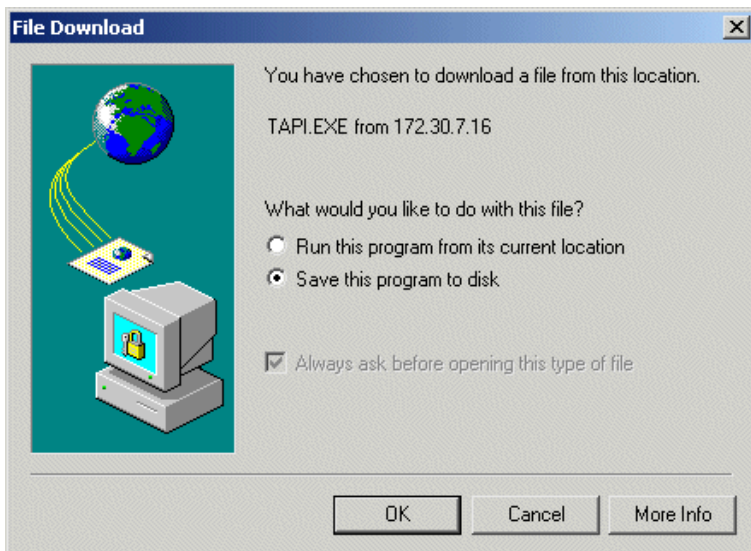 File Download
You have chosen to download a file from this location.
TAPI.EXE from 172.30.7.16
What would you like to do with this file?
Run this program from its current location
Save this program to disk
Always ask before opening this type of file
OK
Cancel
More Info